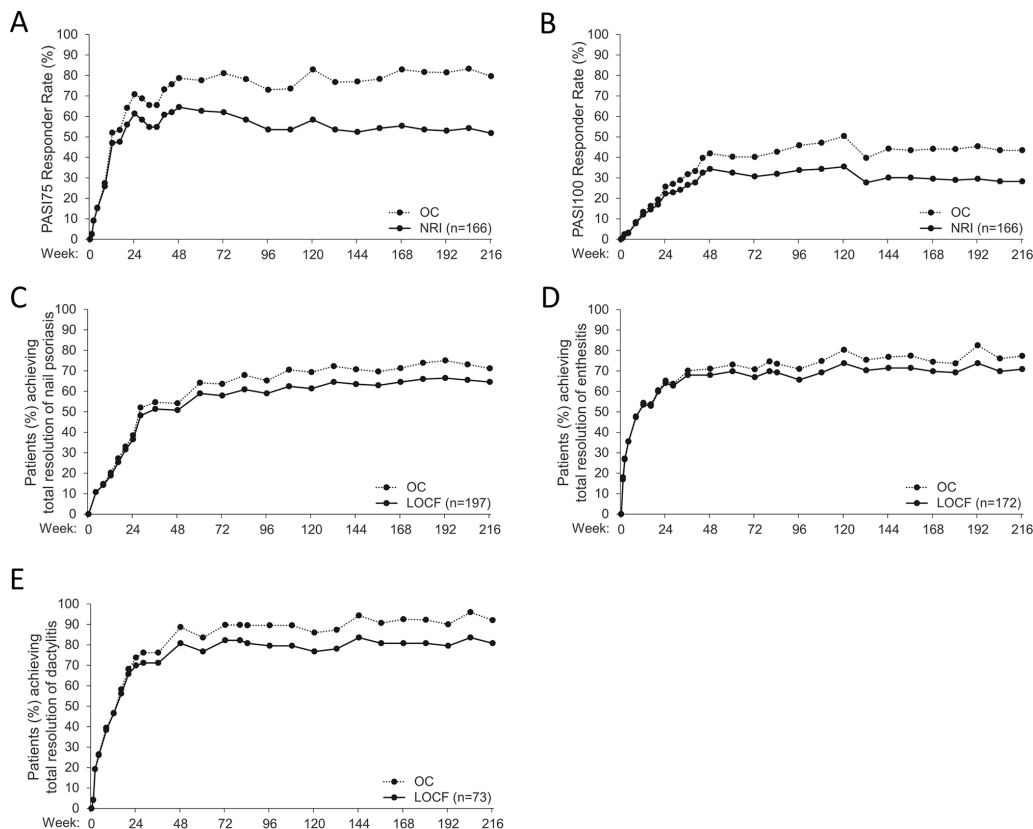 A
PASI75 Responder Rate (%)
100
90
80
70
60
50
40
30
20
10
0
OC
NRI (n=166)
Week: 0 24 48 72 96 120 144 168 192 216
B
PASI100 Responder Rate (%)
100
90
80
70
60
50
40
30
20
10
0
OC
NRI (n=166)
Week: 0 24 48 72 96 120 144 168 192 216
C
Patients (%) achieving
total resolution of nail psoriasis
100
90
80
70
60
50
40
30
20
10
0
OC
LOCF (n=197)
Week: 0 24 48 72 96 120 144 168 192 216
D
Patients (%) achieving
total resolution of enthesitis
100
90
80
70
60
50
40
30
20
10
0
OC
LOCF (n=172)
Week: 0 24 48 72 96 120 144 168 192 216
E
Patients (%) achieving
total resolution of dactylitis
100
90
80
70
60
50
40
30
20
10
0
OC
LOCF (n=73)
Week: 0 24 48 72 96 120 144 168 192 216